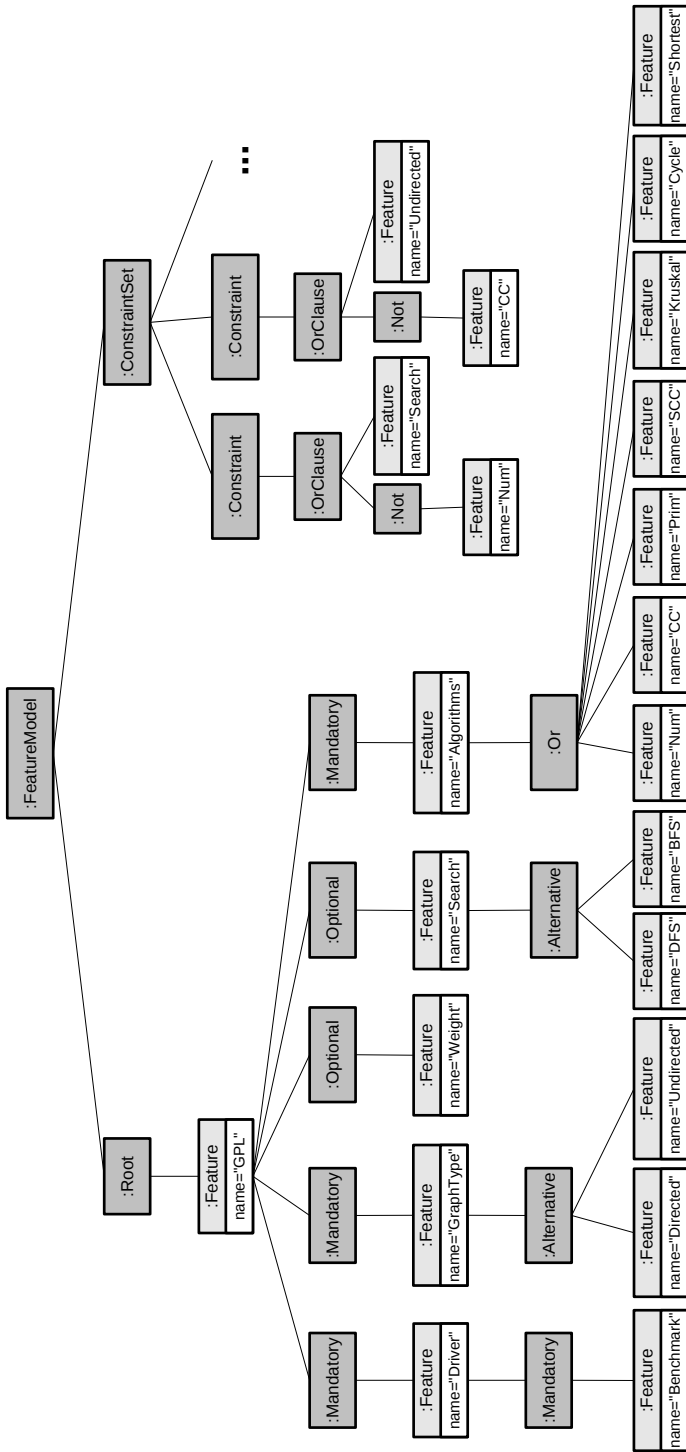 :FeatureModel
:Root
:ConstraintSet
:Feature
name="GPL"
:Constraint
:Constraint
...
:Mandatory
:Mandatory
:Optional
:Optional
:Mandatory
:OrClause
:OrClause
:Feature
name="Driver"
:Feature
name="GraphType"
:Feature
name="Weight"
:Feature
name="Search"
:Feature
name="Algorithms"
:Not
:Feature
name="Search"
:Not
:Feature
name="Undirected"
:Feature
name="Num"
:Feature
name="CC"
:Mandatory
:Alternative
:Alternative
:Or
:Feature
name="Benchmark"
:Feature
name="Directed"
:Feature
name="Undirected"
:Feature
name="DFS"
:Feature
name="BFS"
:Feature
name="Num"
:Feature
name="CC"
:Feature
name="Prim"
:Feature
name="SCC"
:Feature
name="Kruskal"
:Feature
name="Cycle"
:Feature
name="Shortest"